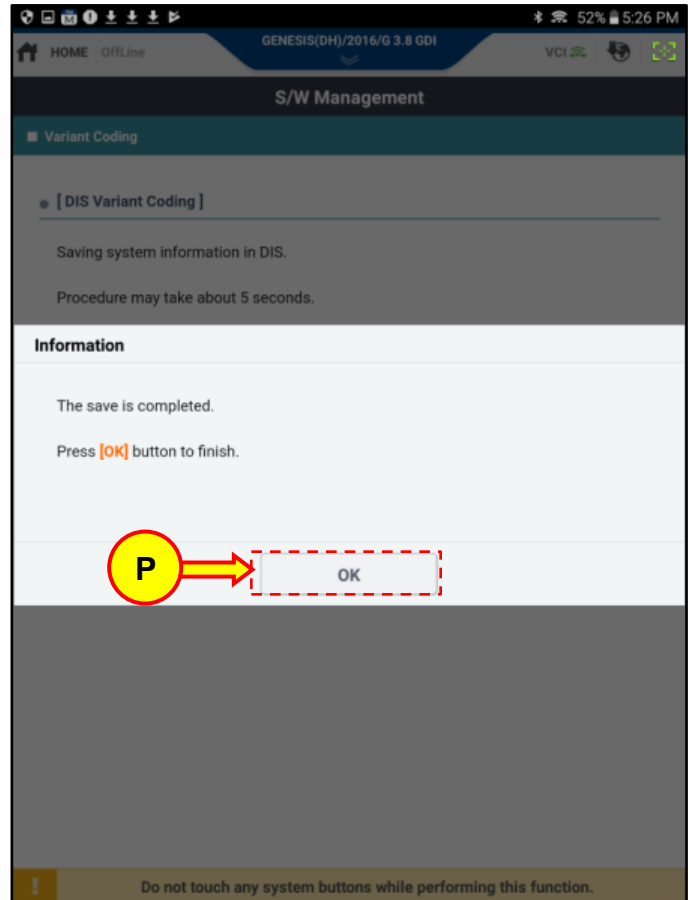 52% 5:26 PM
HOME OffLine GENESIS(DH)/2016/G 3.8 GDI VCI
S/W Management
Variant Coding
[ DIS Variant Coding ]
Saving system information in DIS.
Procedure may take about 5 seconds.
Information
The save is completed.
Press [OK] button to finish.
P
OK
! Do not touch any system buttons while performing this function.